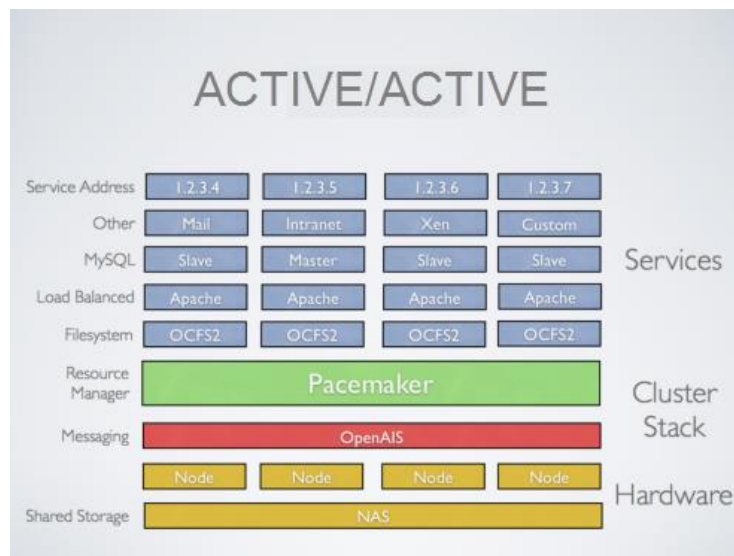 ACTIVE/ACTIVE
Service Address 1.2.3.4 1.2.3.5 1.2.3.6 1.2.3.7
Other Mail Intranet Xen Custom
MySQL Slave Master Slave Slave
Services
Load Balanced Apache Apache Apache Apache
Filesystem OCFS2 OCFS2 OCFS2 OCFS2
Resource
Manager
Pacemaker
Cluster
Stack
Messaging OpenAIS
Node Node Node Node
Hardware
Shared Storage NAS